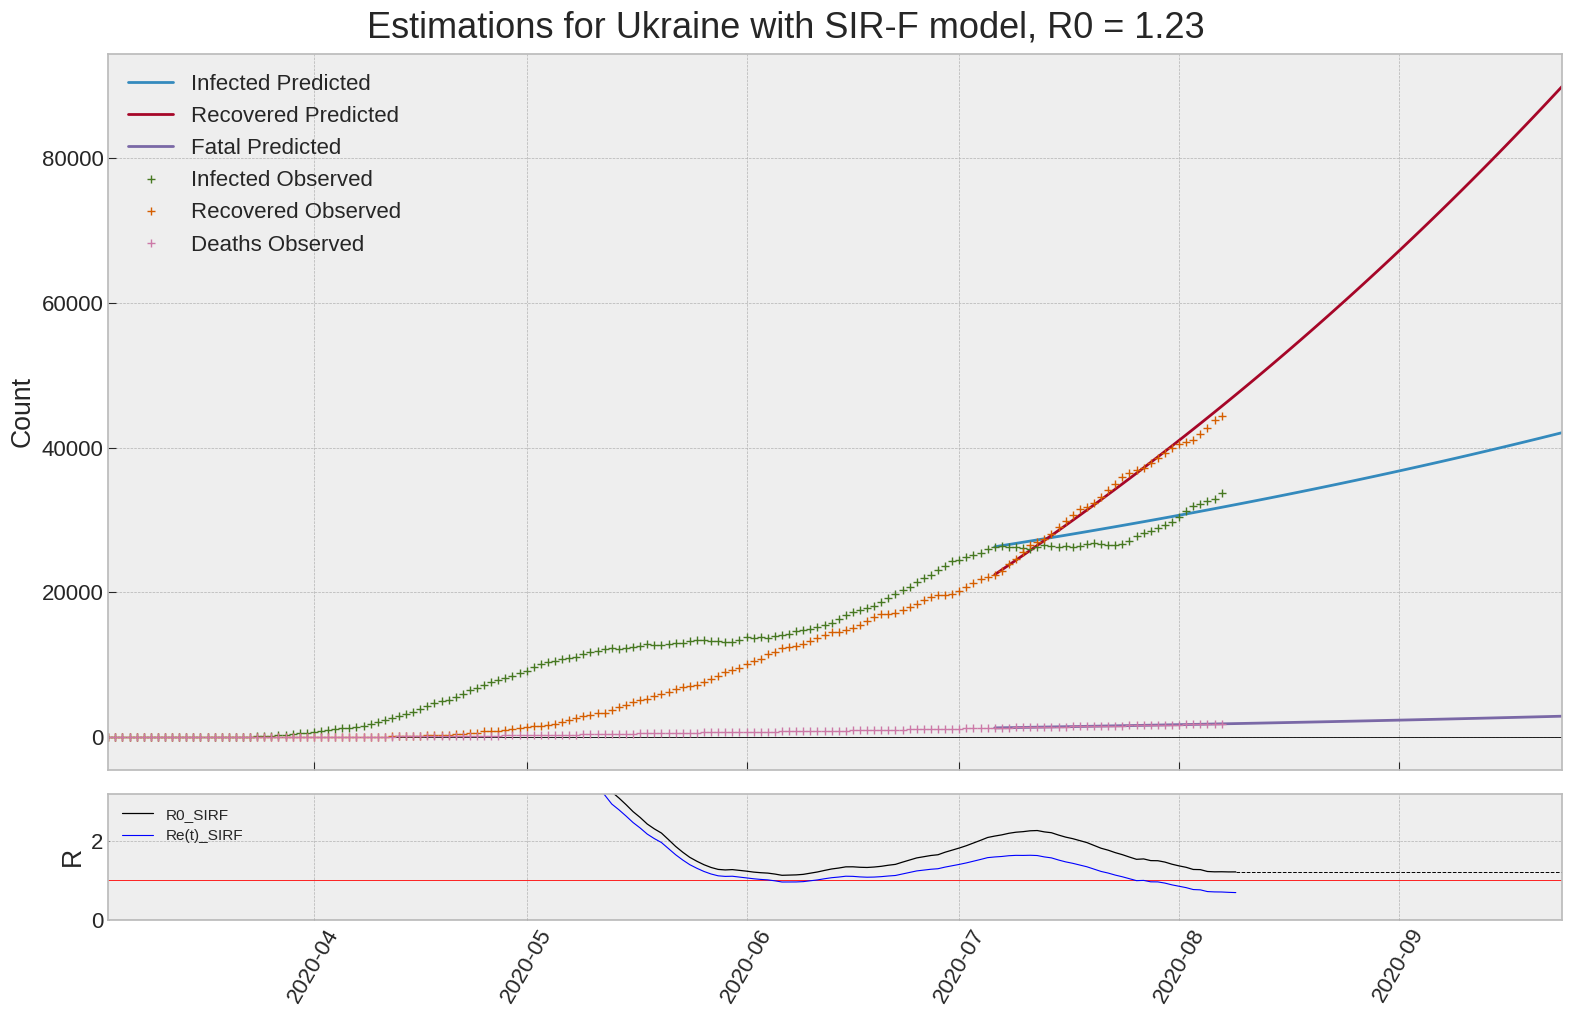 Estimations for Ukraine with SIR-F model, R0 = 1.23
Infected Predicted
Recovered Predicted
Fatal Predicted
Infected Observed
Recovered Observed
Deaths Observed
80000
60000
40000
20000
0
Count
R0_SIRF
Re(t)_SIRF
2
0
R
2020-04
2020-05
2020-06
2020-07
2020-08
2020-09